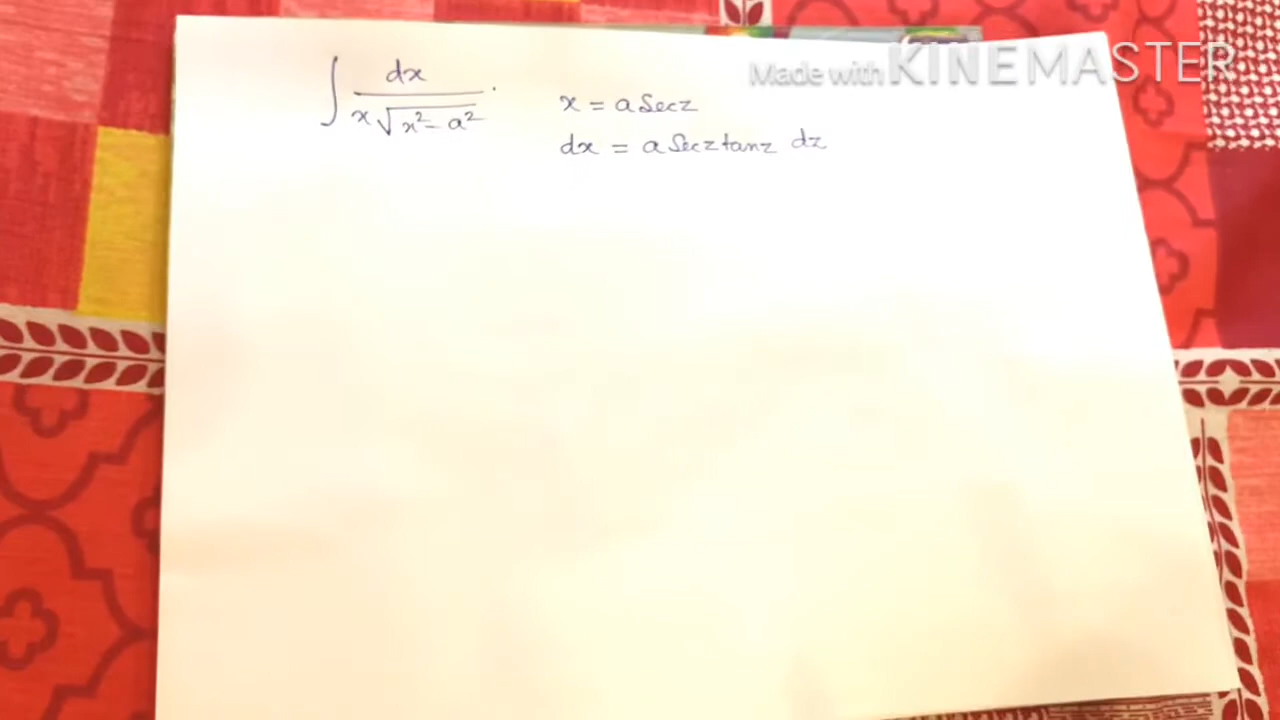 Made with KINEMASTER
∫ dx / x√x²-a² .
x = a Secz
dx = a Secztanz dz